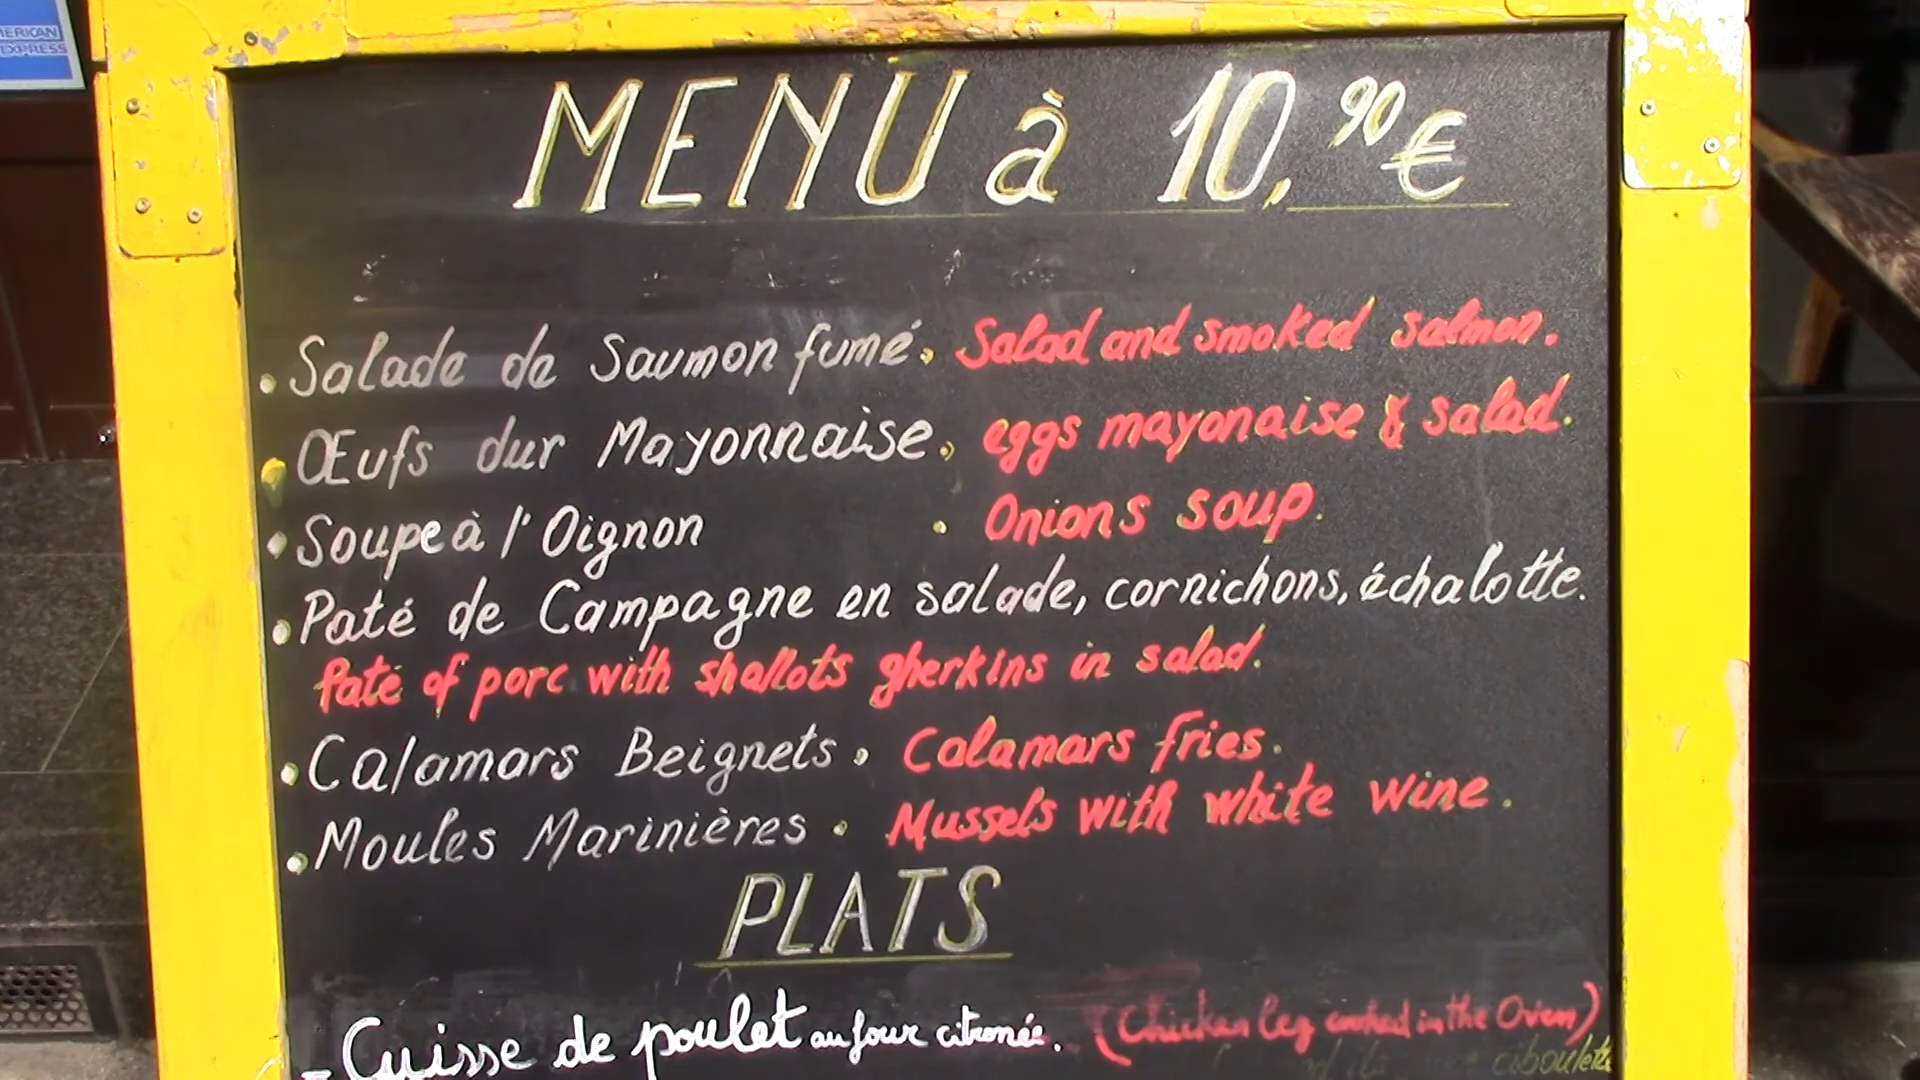 AMERICAN
EXPRESS
MENU à 10,90€
• Salade de Saumon fumé • Salad and smoked salmon.
• Œufs dur Mayonnaise • eggs mayonaise & salad.
• Soupe à l'Oignon • Onions soup.
• Paté de Campagne en salade, cornichons, échalotte.
Paté of porc with shallots gherkins in salad.
• Calamars Beignets • Calamars fries.
• Moules Marinières • Mussels with white wine.
PLATS
- Cuisse de poulet au four citronée. (Chicken leg cooked in the Oven)
ciboulette